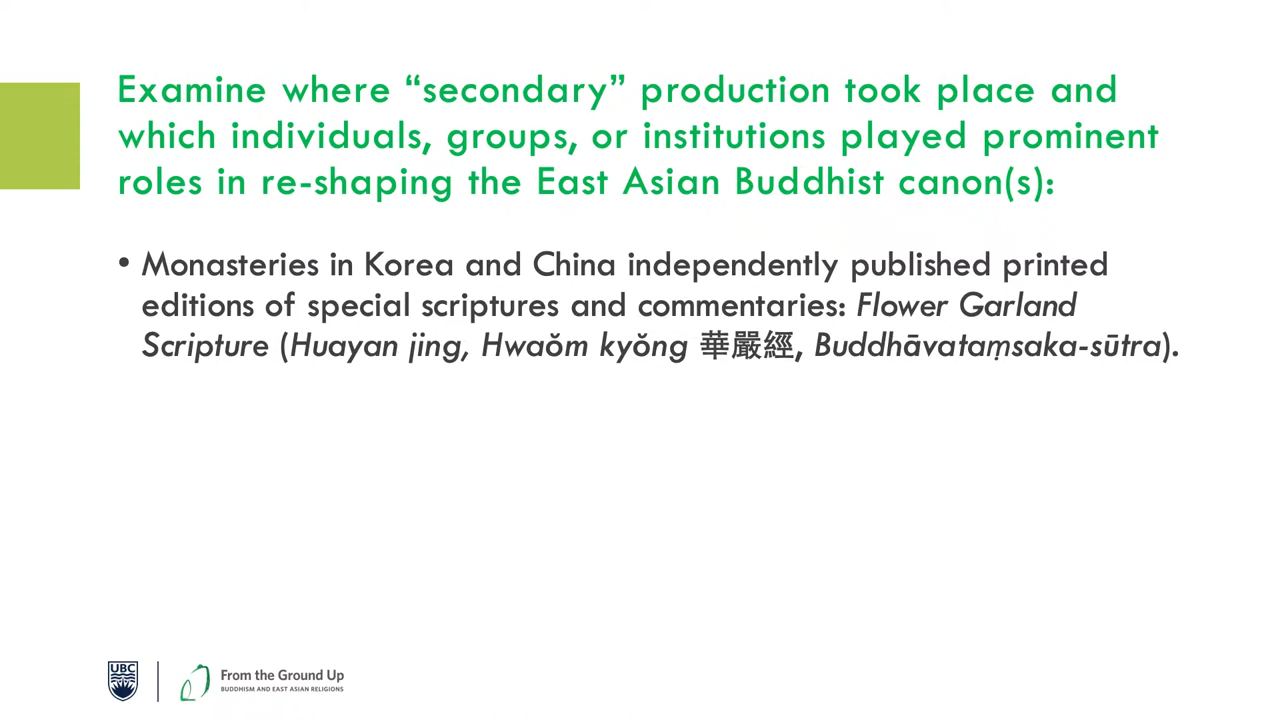 Examine where “secondary” production took place and
which individuals, groups, or institutions played prominent
roles in re-shaping the East Asian Buddhist canon(s):
• Monasteries in Korea and China independently published printed
editions of special scriptures and commentaries: Flower Garland
Scripture (Huayan jing, Hwaŏm kyŏng 華嚴經, Buddhāvataṃsaka-sūtra).
UBC
From the Ground Up
BUDDHISM AND EAST ASIAN RELIGIONS